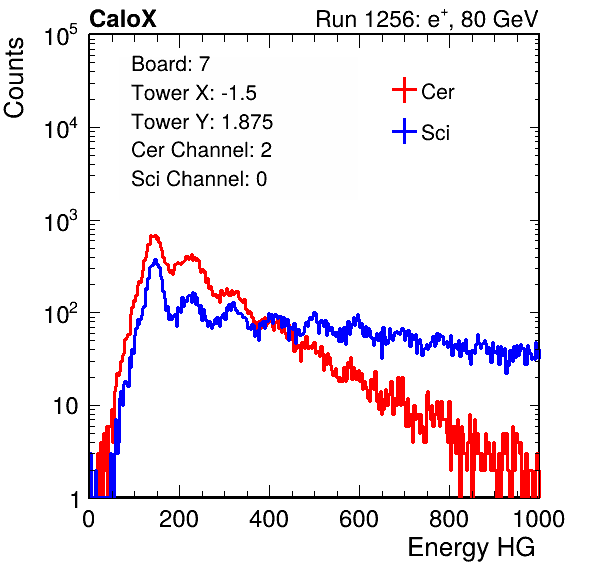 CaloX Run 1256: e⁺, 80 GeV
Counts
Board: 7
Tower X: -1.5
Tower Y: 1.875
Cer Channel: 2
Sci Channel: 0
Cer
Sci
10⁵
10⁴
10³
10²
10
1
0 200 400 600 800 1000
Energy HG